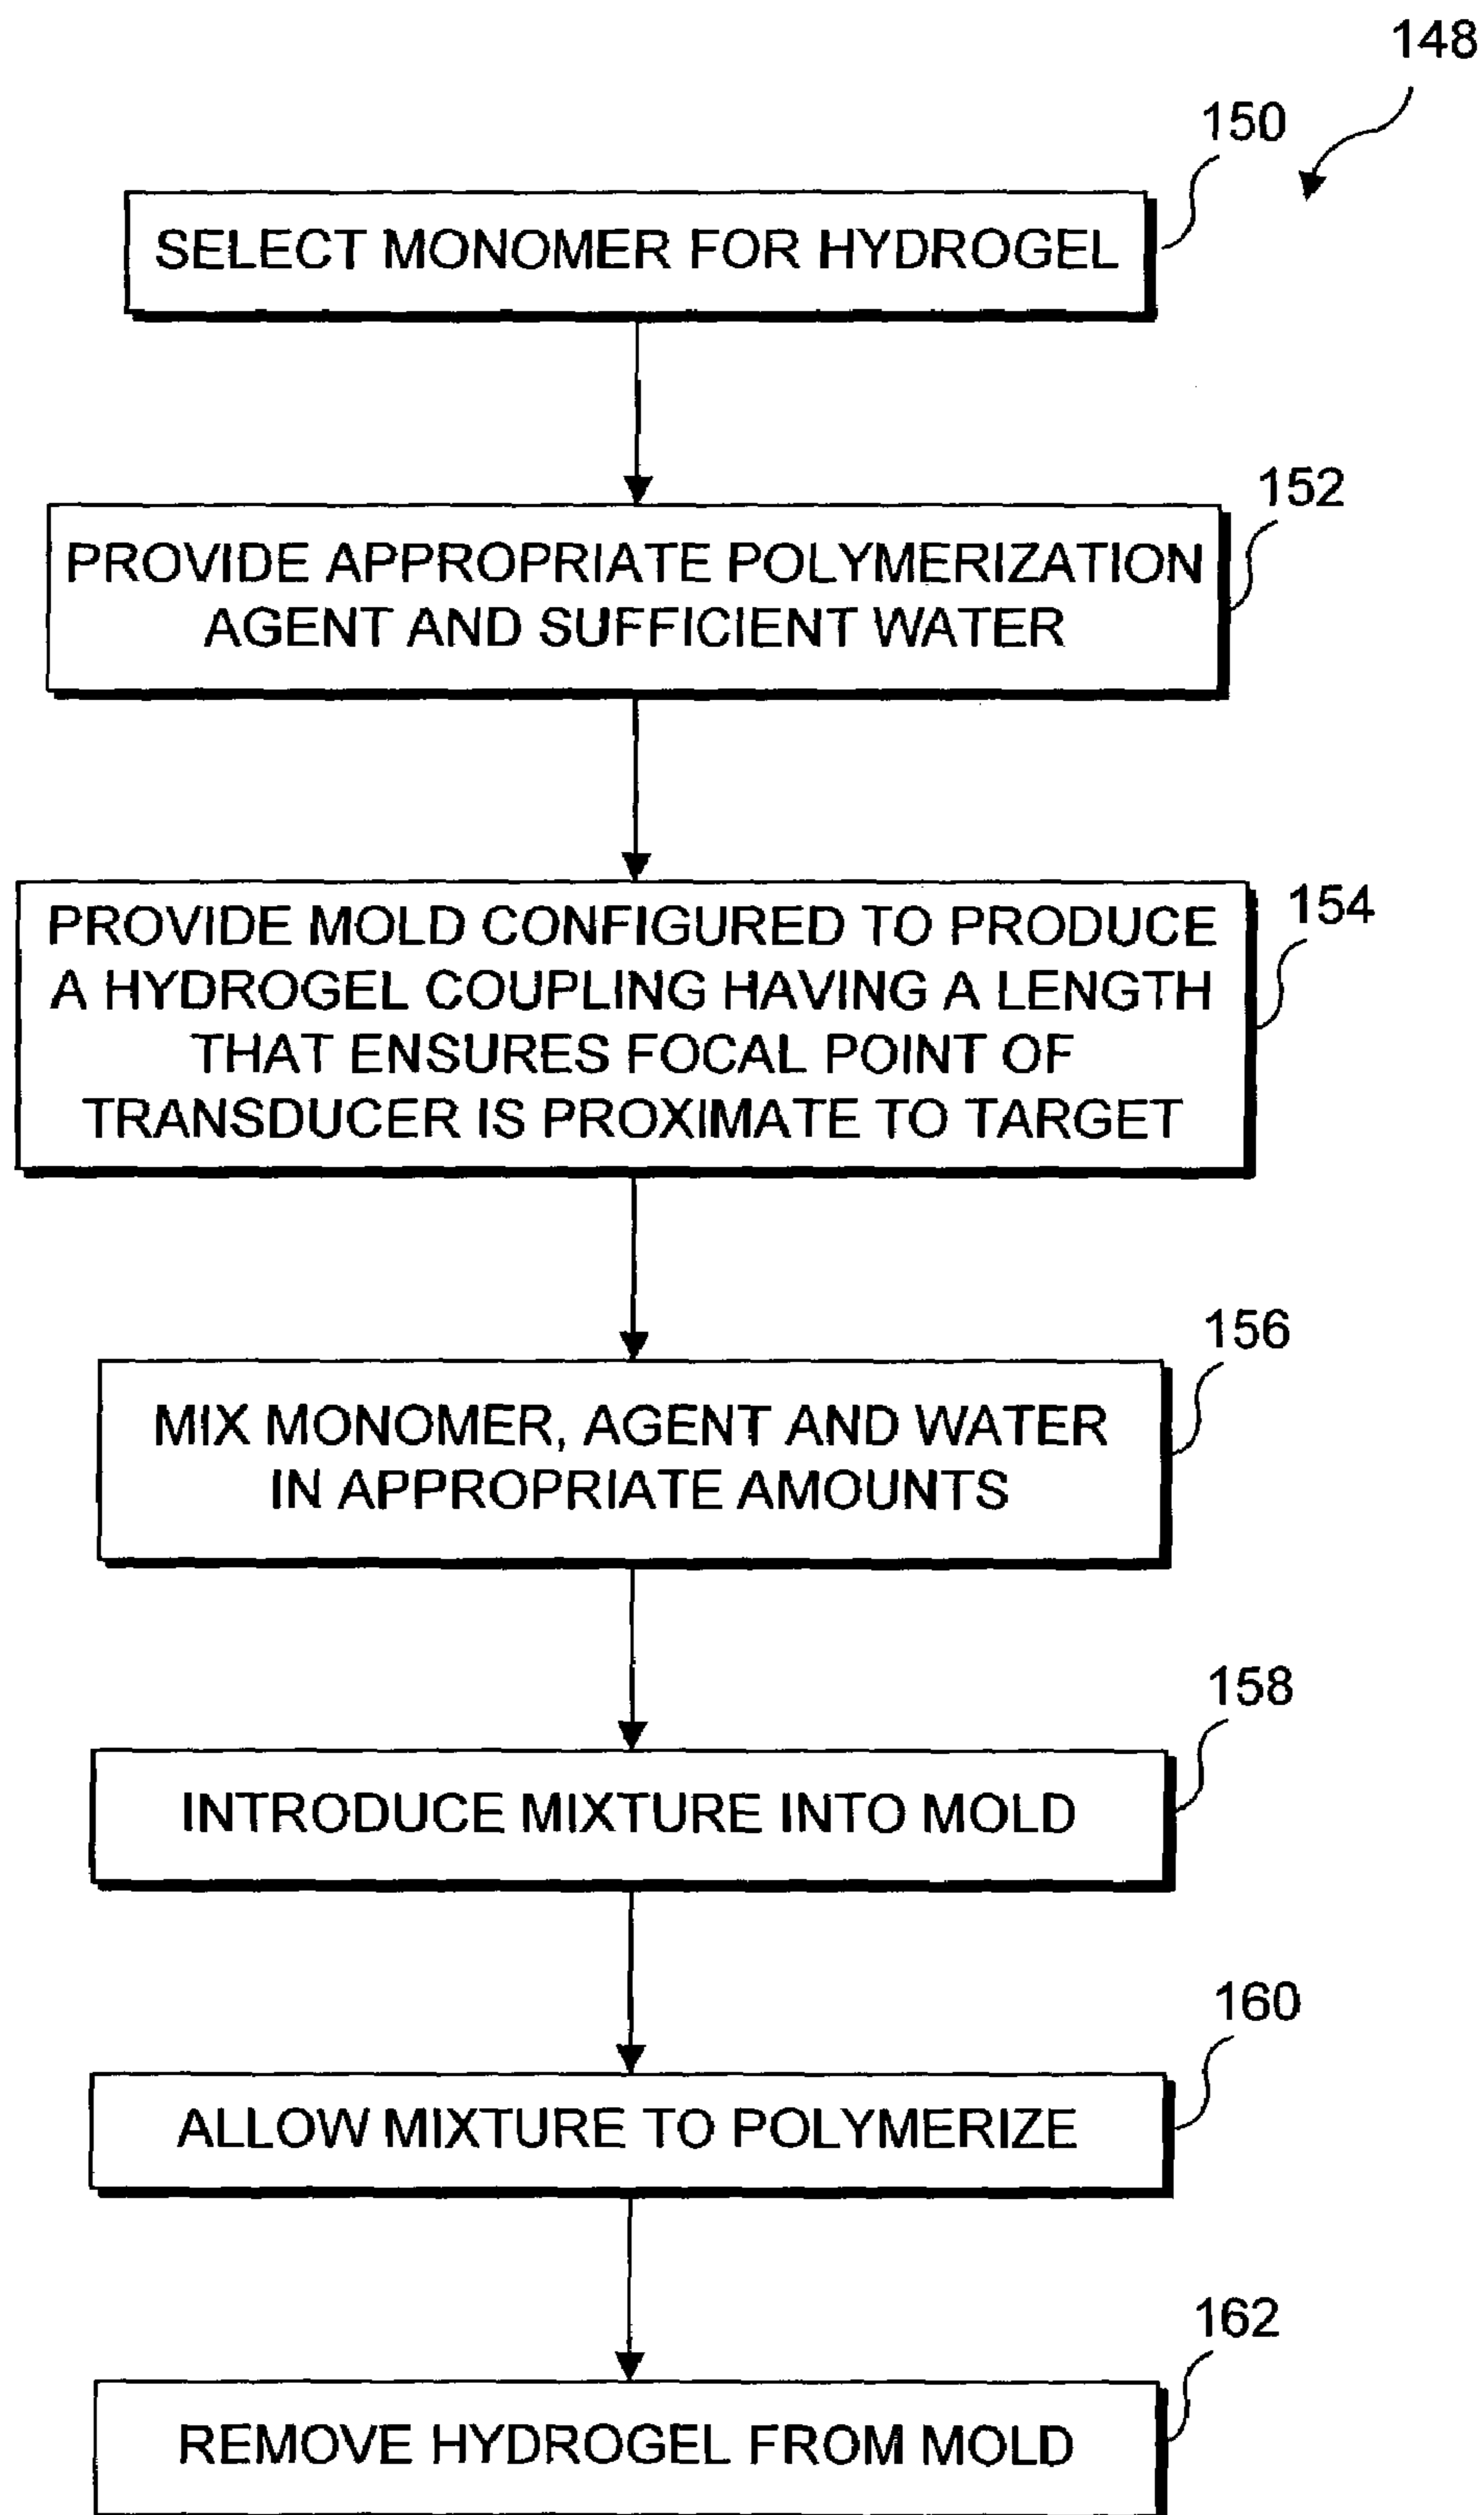 148
150
SELECT MONOMER FOR HYDROGEL
152
PROVIDE APPROPRIATE POLYMERIZATION
AGENT AND SUFFICIENT WATER
154
PROVIDE MOLD CONFIGURED TO PRODUCE
A HYDROGEL COUPLING HAVING A LENGTH
THAT ENSURES FOCAL POINT OF
TRANSDUCER IS PROXIMATE TO TARGET
156
MIX MONOMER, AGENT AND WATER
IN APPROPRIATE AMOUNTS
158
INTRODUCE MIXTURE INTO MOLD
160
ALLOW MIXTURE TO POLYMERIZE
162
REMOVE HYDROGEL FROM MOLD